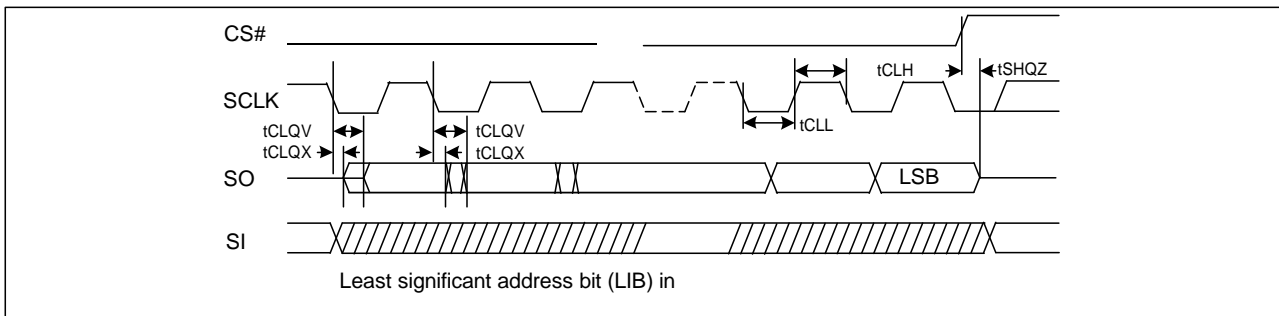 CS#
tCLH
tSHQZ
SCLK
tCLQV
tCLQV
tCLL
tCLQX
tCLQX
SO
LSB
SI
Least significant address bit (LIB) in